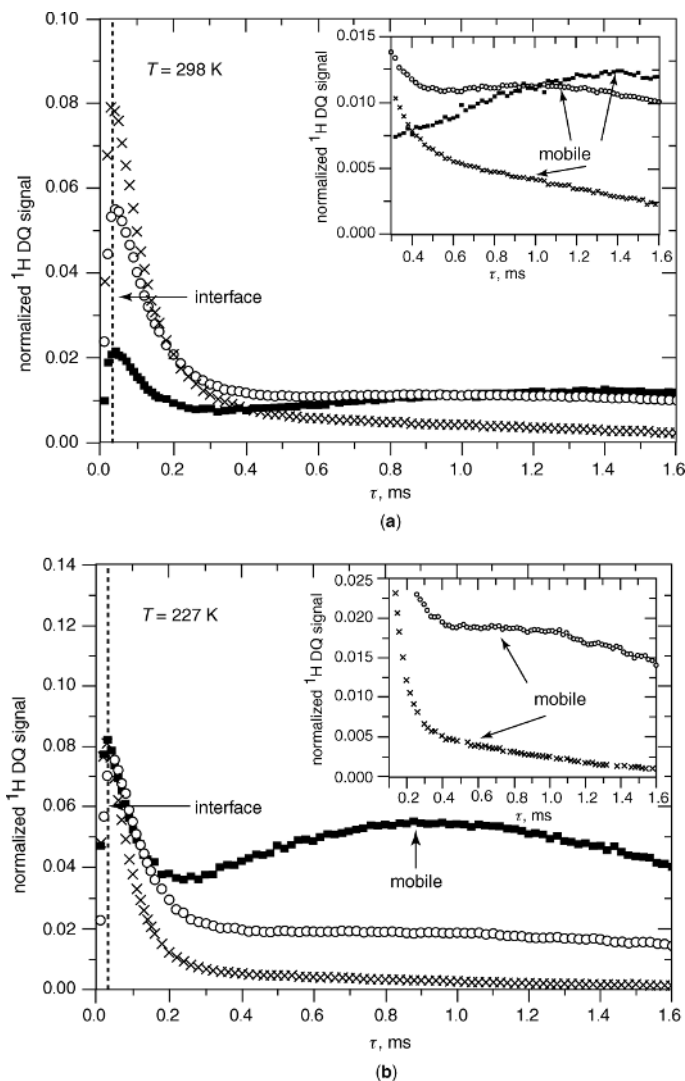 0.10
0.08
0.06
0.04
0.02
0.00
normalized ¹H DQ signal
T = 298 K
interface
0.0 0.2 0.4 0.6 0.8 1.0 1.2 1.4 1.6
τ, ms
0.015
0.010
0.005
0.000
normalized ¹H DQ signal
mobile
0.4 0.6 0.8 1.0 1.2 1.4 1.6
τ, ms
(a)
0.14
0.12
0.10
0.08
0.06
0.04
0.02
0.00
normalized ¹H DQ signal
T = 227 K
interface
mobile
0.0 0.2 0.4 0.6 0.8 1.0 1.2 1.4 1.6
τ, ms
0.025
0.020
0.015
0.010
0.005
0.000
normalized ¹H DQ signal
mobile
0.2 0.4 0.6 0.8 1.0 1.2 1.4 1.6
τ, ms
(b)